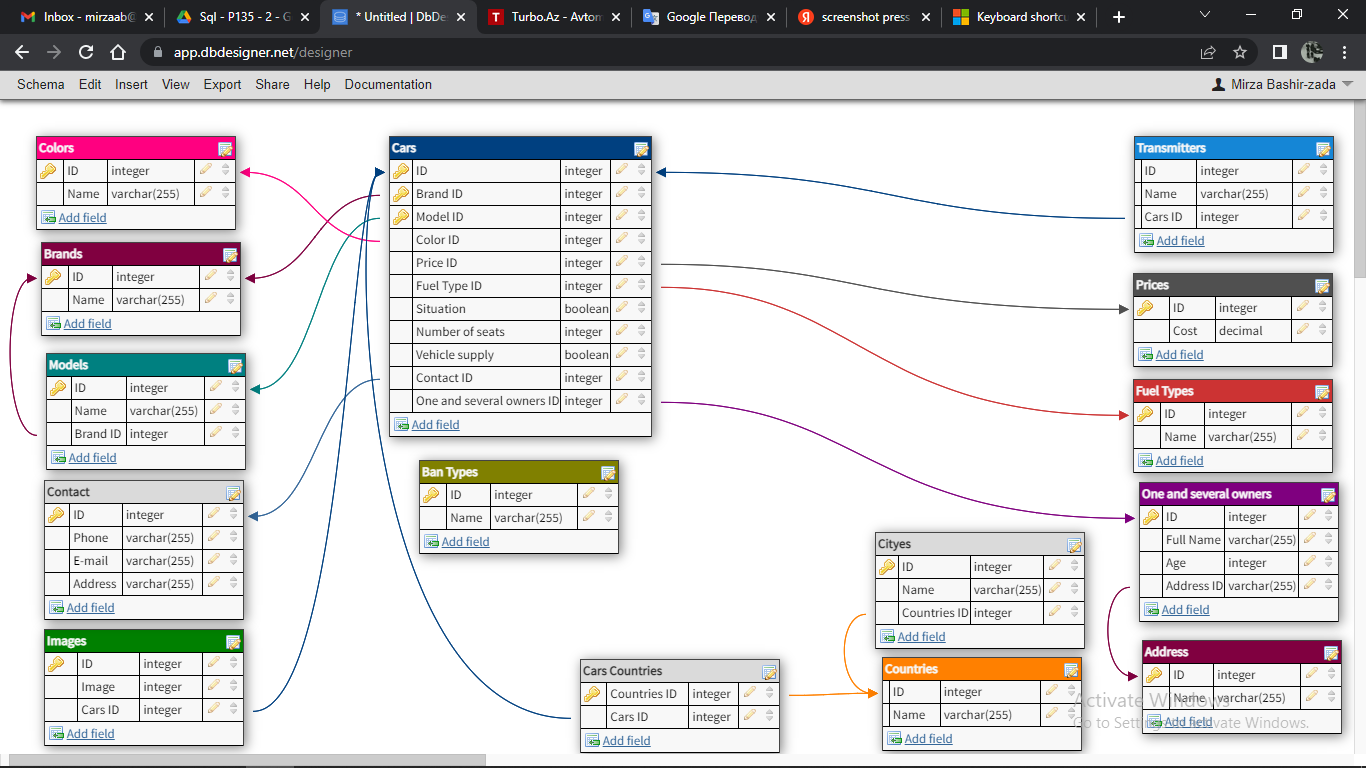 Inbox - mirzaab@
Sql - P135 - 2 - G
* Untitled | DbDe
Turbo.Az - Avtom
Google Перевод
screenshot press
Keyboard shortcu
app.dbdesigner.net/designer
Schema Edit Insert View Export Share Help Documentation
Mirza Bashir-zada
Colors
ID integer
Name varchar(255)
Add field
Brands
ID integer
Name varchar(255)
Add field
Models
ID integer
Name varchar(255)
Brand ID integer
Add field
Contact
ID integer
Phone varchar(255)
E-mail varchar(255)
Address varchar(255)
Add field
Images
ID integer
Image integer
Cars ID integer
Add field
Cars
ID integer
Brand ID integer
Model ID integer
Color ID integer
Price ID integer
Fuel Type ID integer
Situation boolean
Number of seats integer
Vehicle supply boolean
Contact ID integer
One and several owners ID integer
Add field
Ban Types
ID integer
Name varchar(255)
Add field
Cars Countries
Countries ID integer
Cars ID integer
Add field
Cityes
ID integer
Name varchar(255)
Countries ID integer
Add field
Countries
ID integer
Name varchar(255)
Add field
Transmitters
ID integer
Name varchar(255)
Cars ID integer
Add field
Prices
ID integer
Cost decimal
Add field
Fuel Types
ID integer
Name varchar(255)
Add field
One and several owners
ID integer
Full Name varchar(255)
Age integer
Address ID varchar(255)
Add field
Address
ID integer
Name varchar(255)
Add field
Activate Windows
Go to Settings to activate Windows.